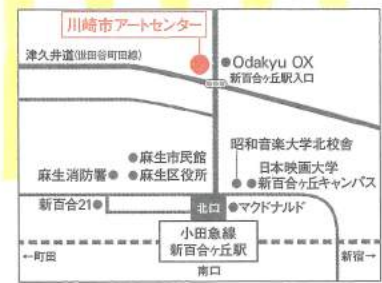 川崎市アートセンター
津久井道(世田谷町田線)
Odakyu OX
新百合ヶ丘駅入口
昭和音楽大学北校舎
麻生市民館
日本映画大学
麻生消防署
麻生区役所
新百合ヶ丘キャンパス
新百合21
北口
マクドナルド
小田急線
新百合ヶ丘駅
←町田
新宿→
南口